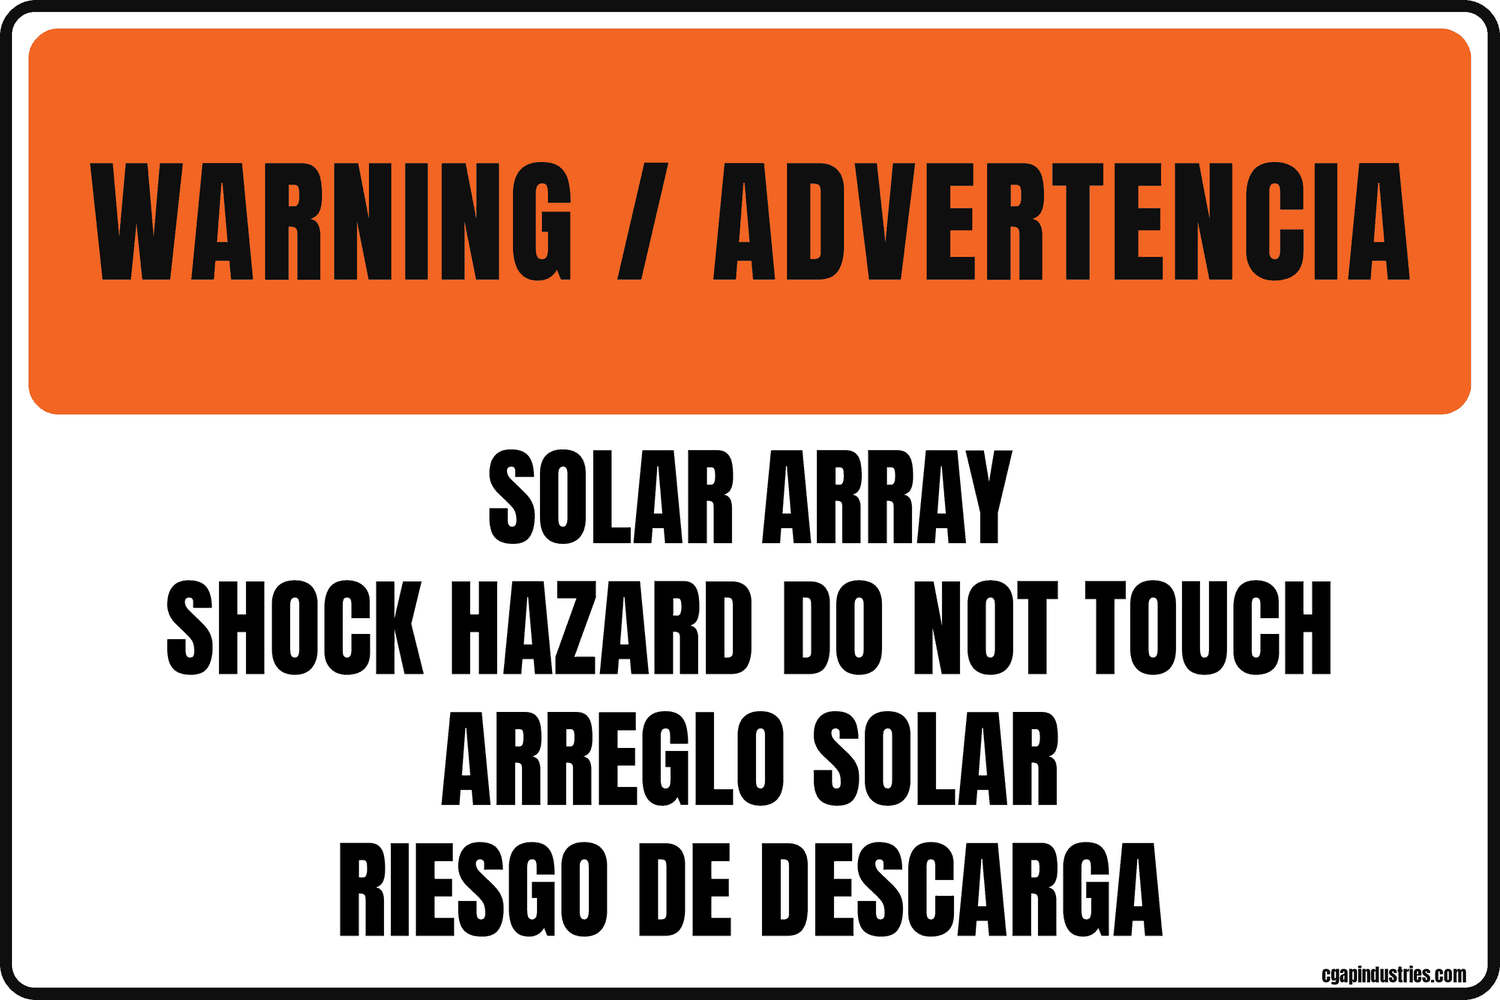 WARNING / ADVERTENCIA
SOLAR ARRAY
SHOCK HAZARD DO NOT TOUCH
ARREGLO SOLAR
RIESGO DE DESCARGA
cgapindustries.com